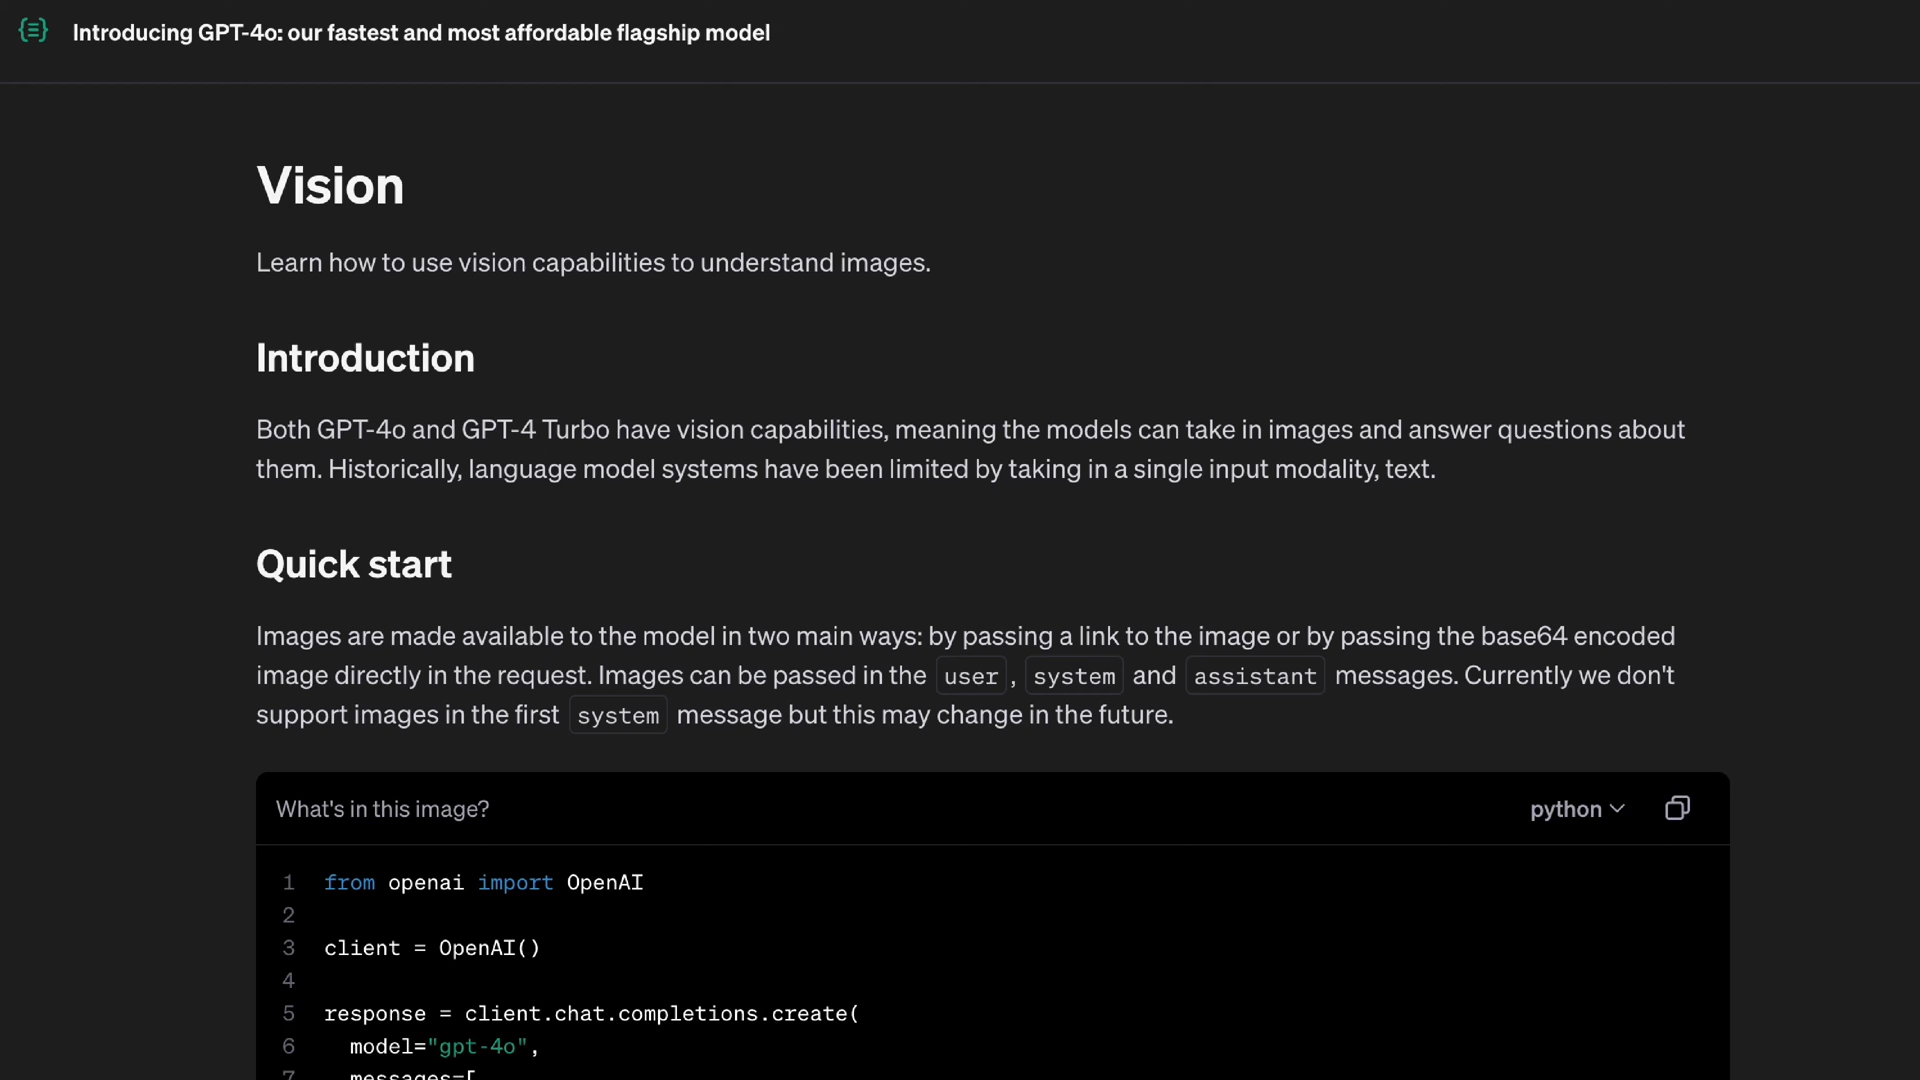 Introducing GPT-4o: our fastest and most affordable flagship model
Vision
Learn how to use vision capabilities to understand images.
Introduction
Both GPT-4o and GPT-4 Turbo have vision capabilities, meaning the models can take in images and answer questions about
them. Historically, language model systems have been limited by taking in a single input modality, text.
Quick start
Images are made available to the model in two main ways: by passing a link to the image or by passing the base64 encoded
image directly in the request. Images can be passed in the user, system and assistant messages. Currently we don't
support images in the first system message but this may change in the future.
What's in this image? python
1 from openai import OpenAI
2
3 client = OpenAI()
4
5 response = client.chat.completions.create(
6 model="gpt-4o",
7 messages=[